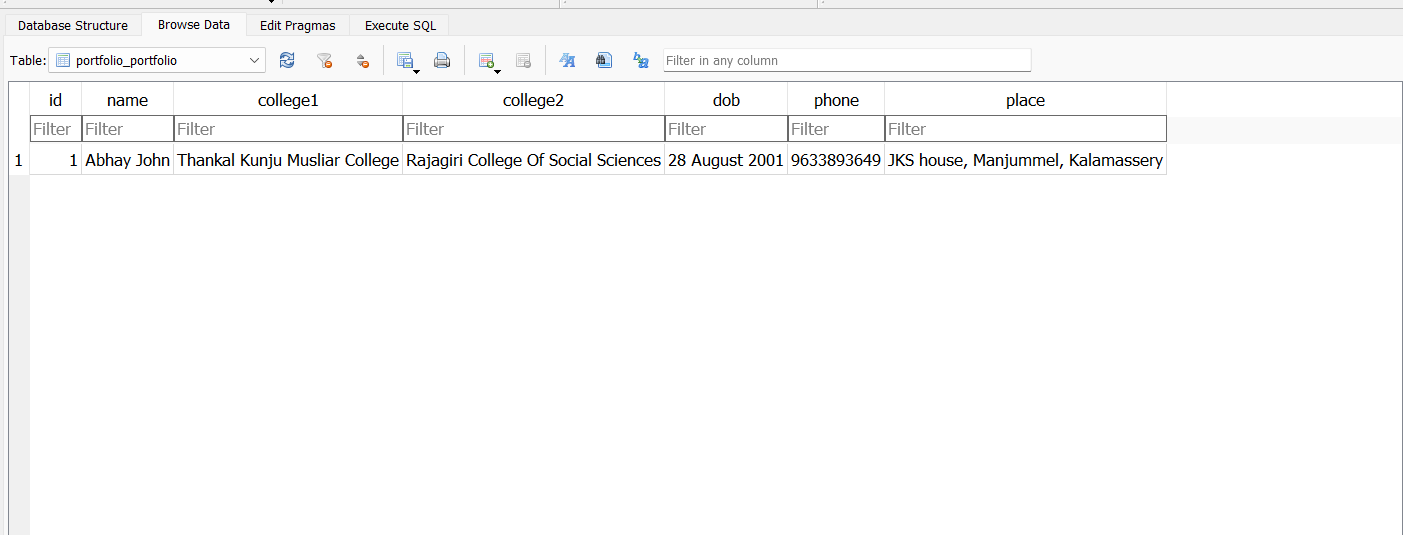 Database Structure Browse Data Edit Pragmas Execute SQL
Table: portfolio_portfolio Filter in any column
id name college1 college2 dob phone place
Filter Filter Filter Filter Filter Filter Filter
1 1 Abhay John Thankal Kunju Musliar College Rajagiri College Of Social Sciences 28 August 2001 9633893649 JKS house, Manjummel, Kalamassery